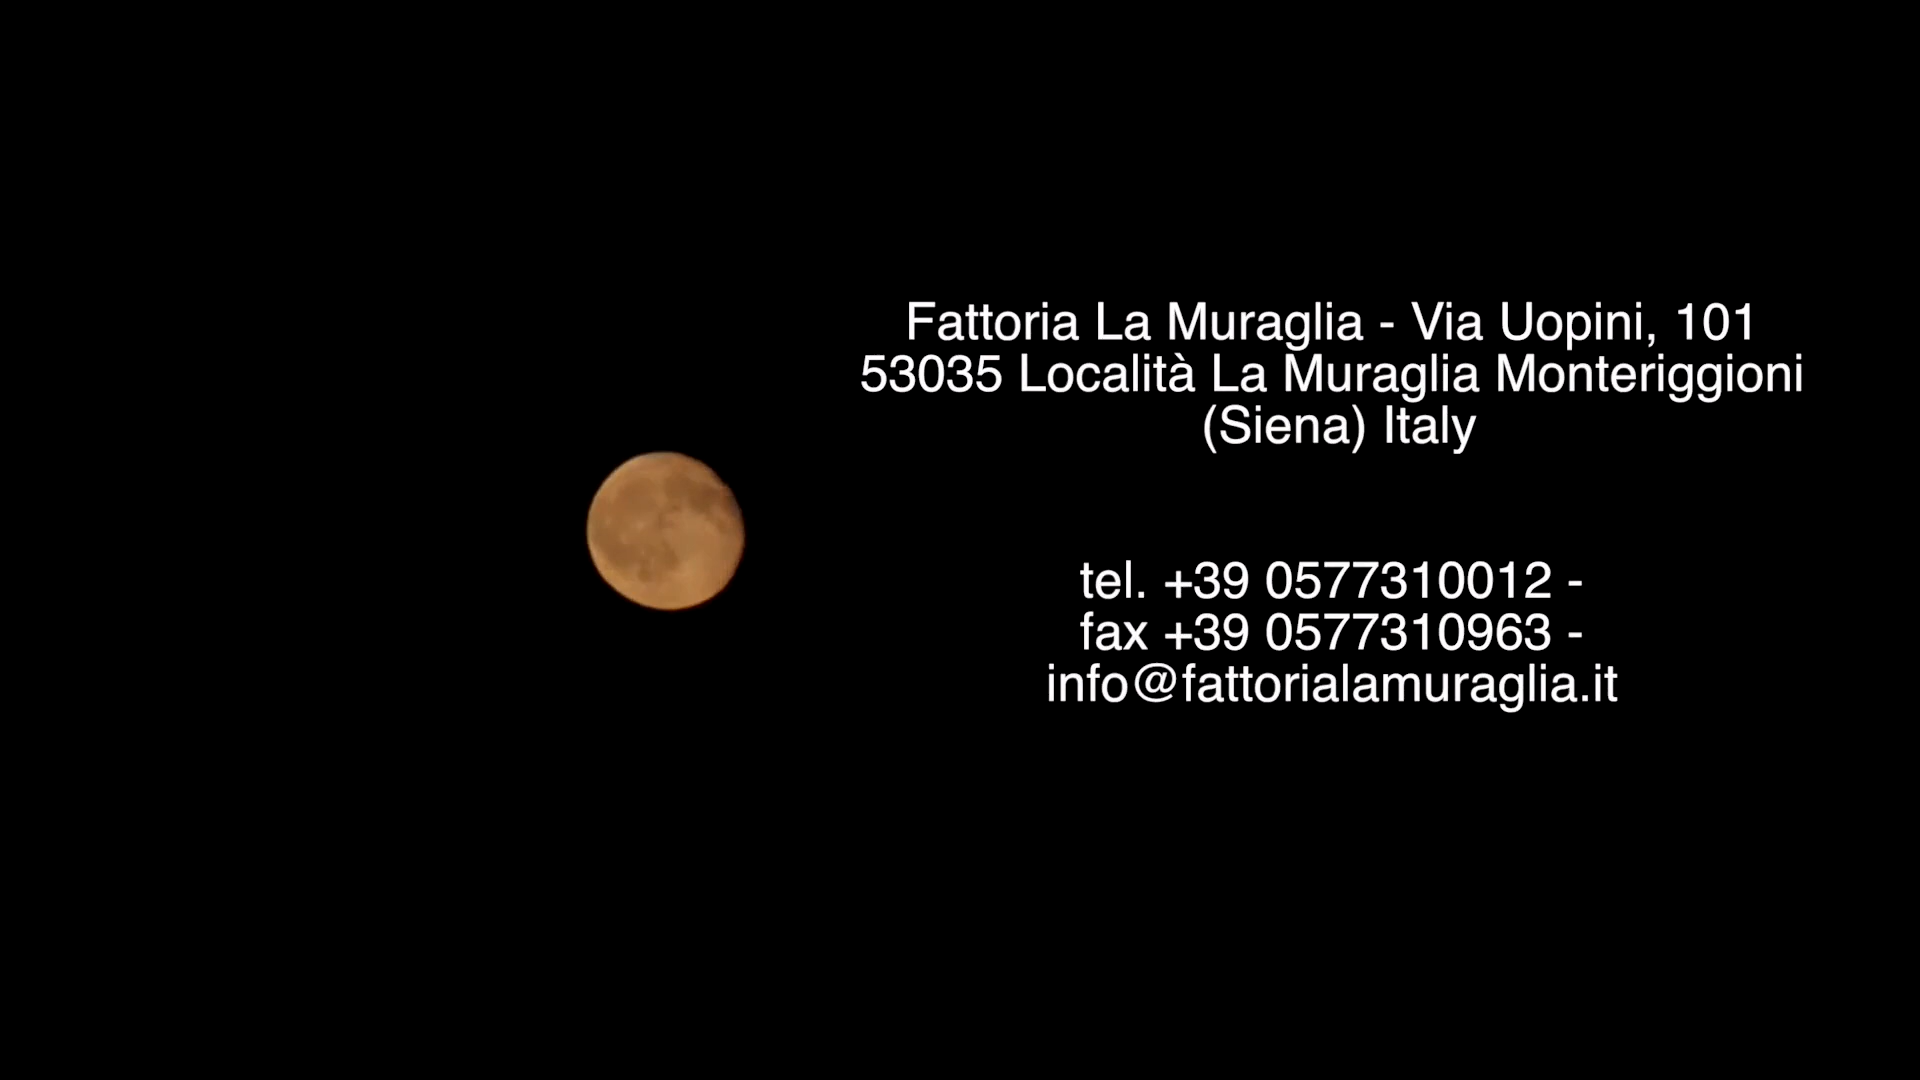 Fattoria La Muraglia - Via Uopini, 101
53035 Località La Muraglia Monteriggioni
(Siena) Italy
tel. +39 0577310012 -
fax +39 0577310963 -
info@fattorialamuraglia.it